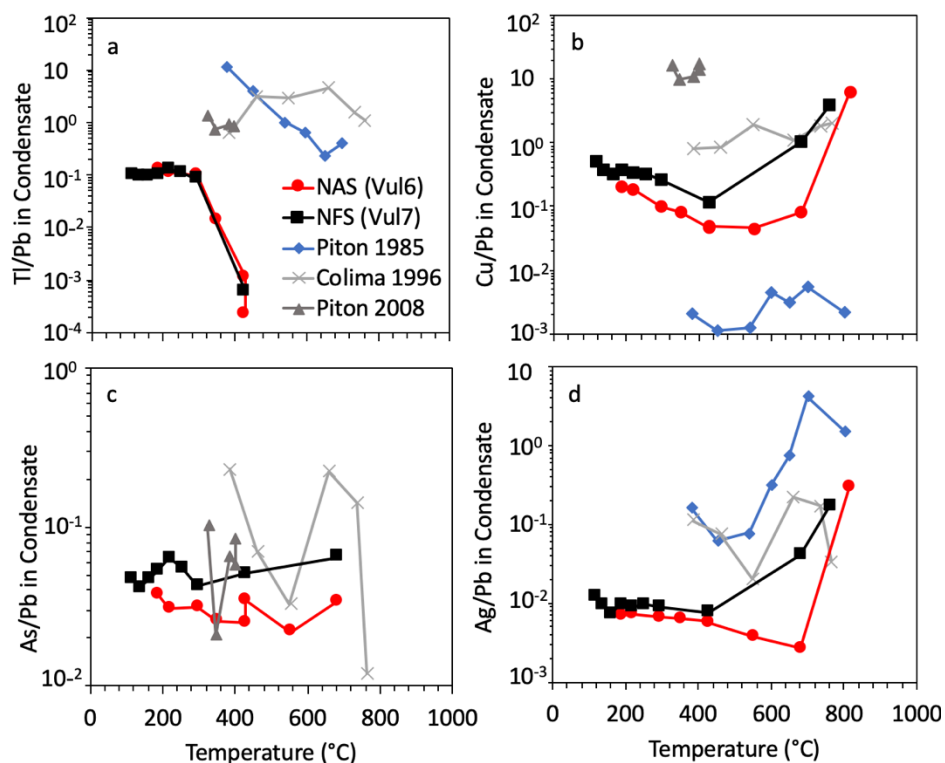 a
10²
10
10⁰
10⁻¹
10⁻²
10⁻³
10⁻⁴
Tl/Pb in Condensate
NAS (Vul6)
NFS (Vul7)
Piton 1985
Colima 1996
Piton 2008
b
10²
10
10⁰
10⁻¹
10⁻²
10⁻³
Cu/Pb in Condensate
c
10⁰
10⁻¹
10⁻²
As/Pb in Condensate
0 200 400 600 800 1000
Temperature (°C)
d
10
10⁰
10⁻¹
10⁻²
10⁻³
Ag/Pb in Condensate
0 200 400 600 800 1000
Temperature (°C)